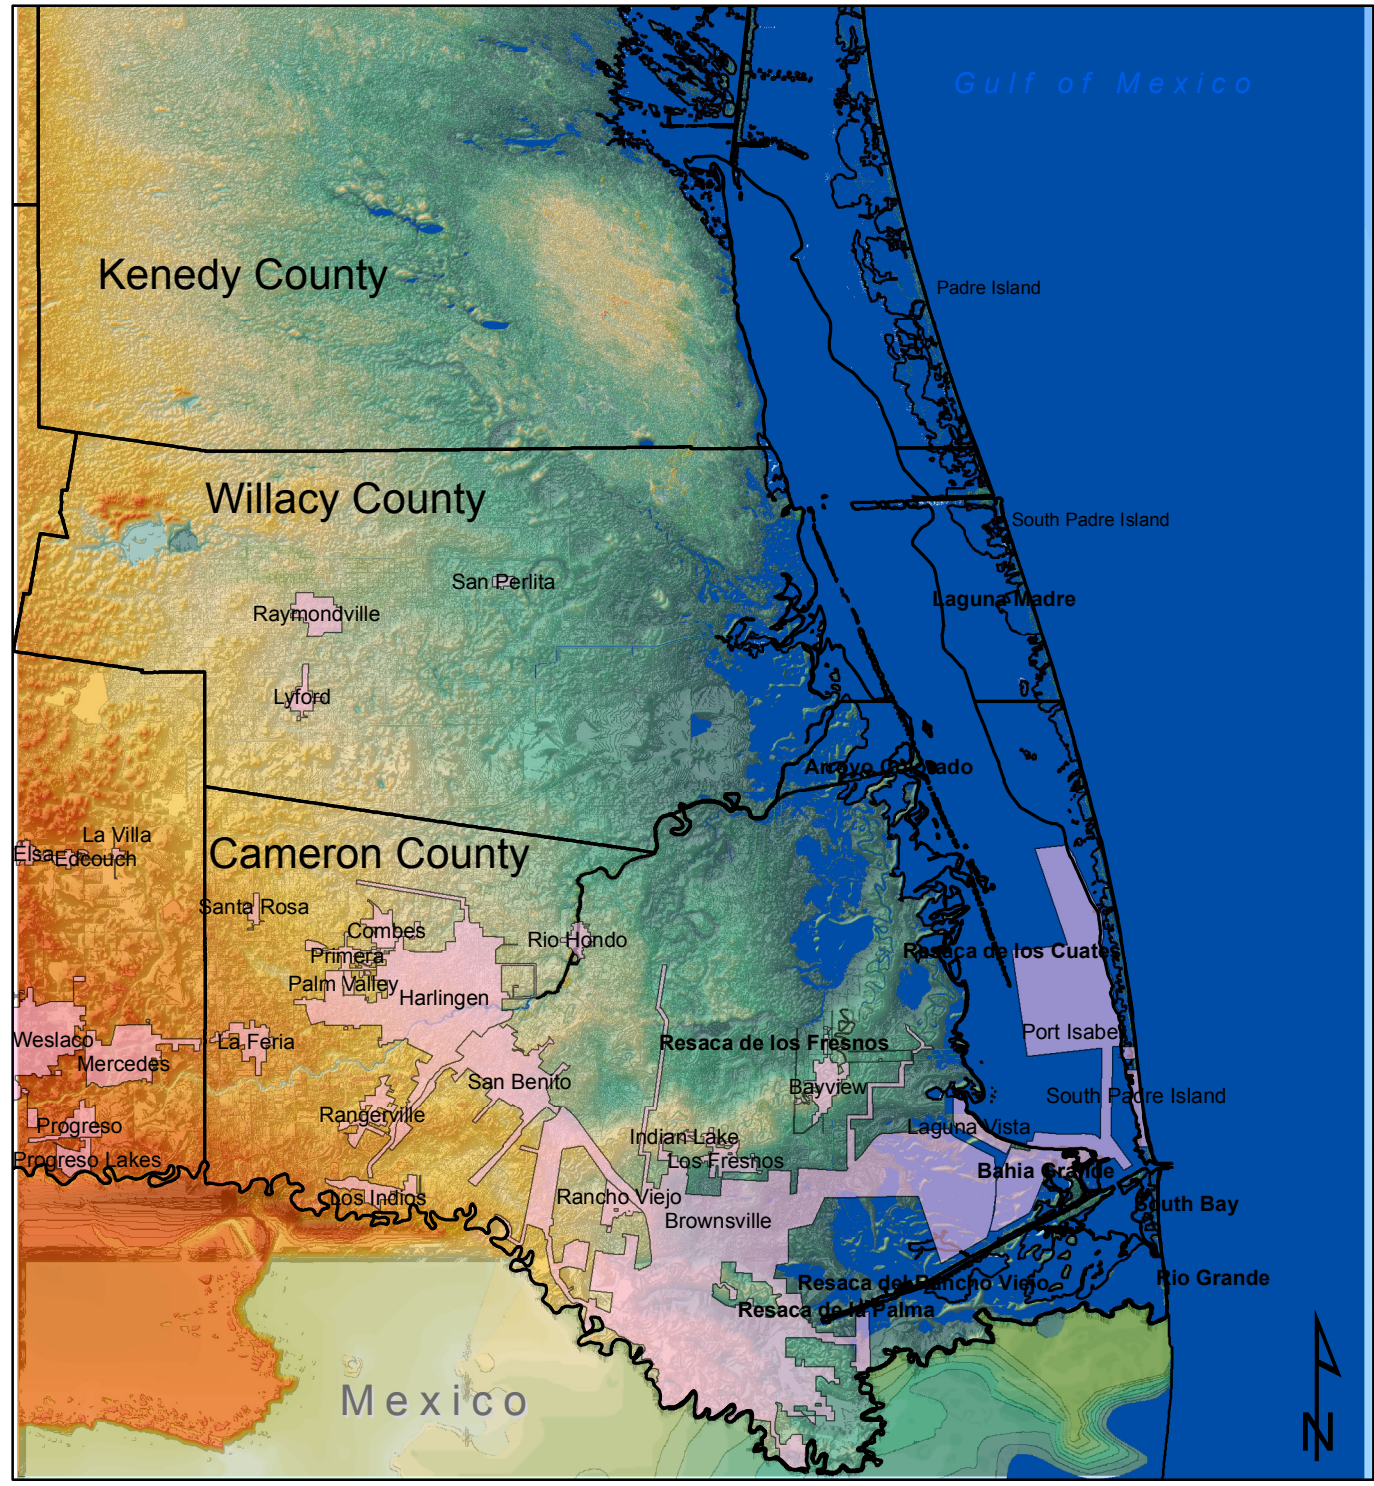 Gulf of Mexico
Kenedy County
Padre Island
Willacy County
South Padre Island
San Perlita
Laguna Madre
Raymondville
Lyford
Arroyo Colorado
La Villa
Elsa
Edcouch
Cameron County
Santa Rosa
Combes
Rio Hondo
Resaca de los Cuates
Primera
Palm Valley
Harlingen
Port Isabel
Weslaco
La Feria
Resaca de los Fresnos
Mercedes
San Benito
Bayview
South Padre Island
Rangerville
Progreso
Laguna Vista
Indian Lake
Progreso Lakes
Los Fresnos
Bahia Grande
Los Indios
Rancho Viejo
South Bay
Brownsville
Rio Grande
Resaca del Rancho Viejo
Resaca de la Palma
Mexico
N